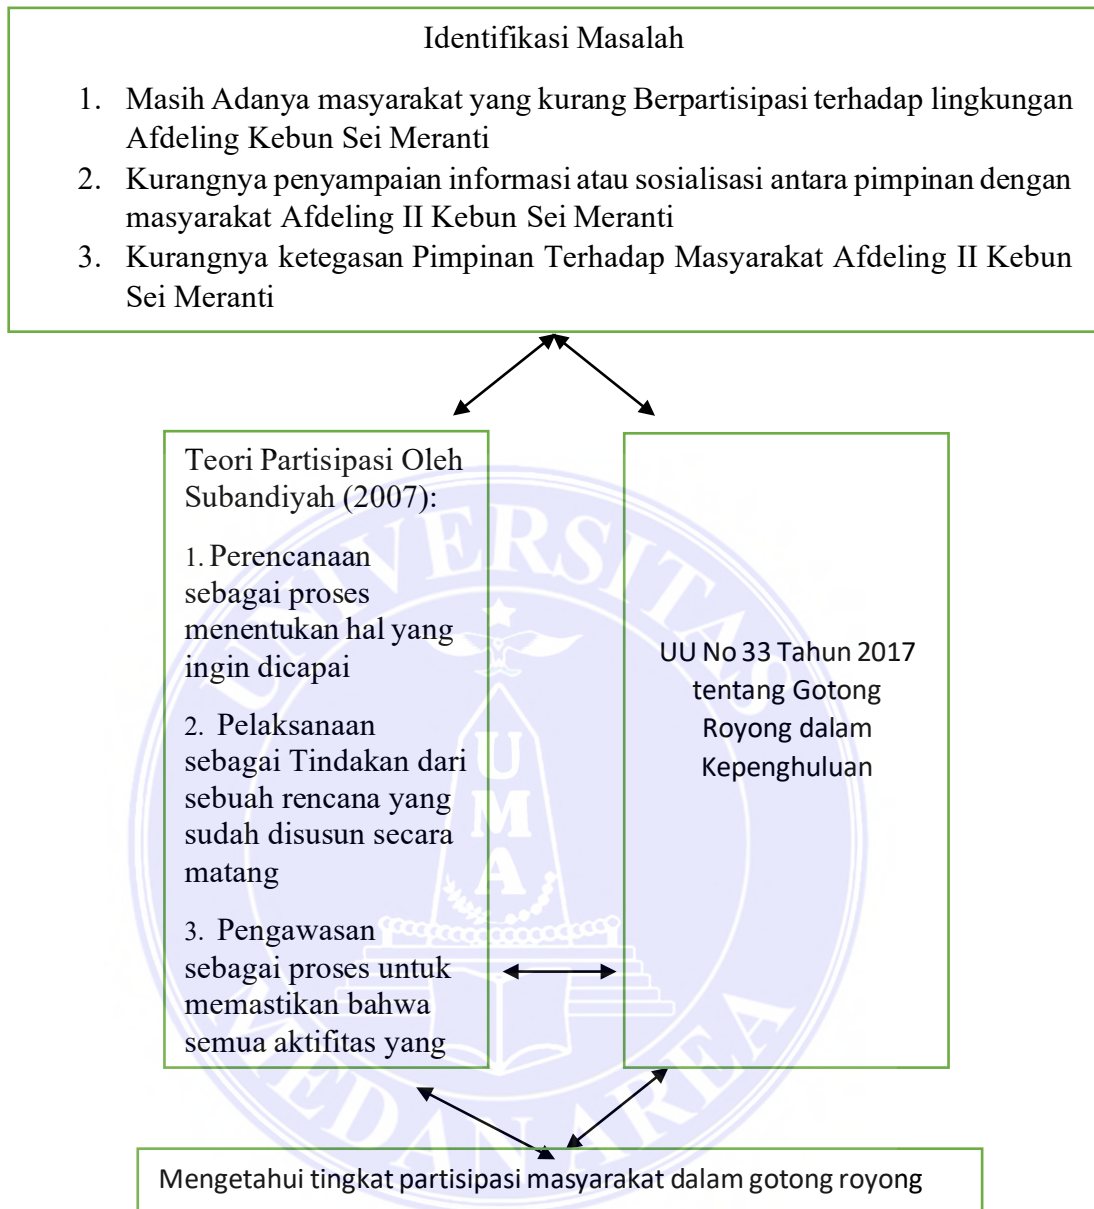 Identifikasi Masalah
1. Masih Adanya masyarakat yang kurang Berpartisipasi terhadap lingkungan
Afdeling Kebun Sei Meranti
2. Kurangnya penyampaian informasi atau sosialisasi antara pimpinan dengan
masyarakat Afdeling II Kebun Sei Meranti
3. Kurangnya ketegasan Pimpinan Terhadap Masyarakat Afdeling II Kebun
Sei Meranti
Teori Partisipasi Oleh
Subandiyah (2007):
1. Perencanaan
sebagai proses
menentukan hal yang
ingin dicapai
2. Pelaksanaan
sebagai Tindakan dari
sebuah rencana yang
sudah disusun secara
matang
3. Pengawasan
sebagai proses untuk
memastikan bahwa
semua aktifitas yang
UU No 33 Tahun 2017
tentang Gotong
Royong dalam
Kepenghuluan
Mengetahui tingkat partisipasi masyarakat dalam gotong royong
UNIVERSITAS
UMA
MEDAN AREA